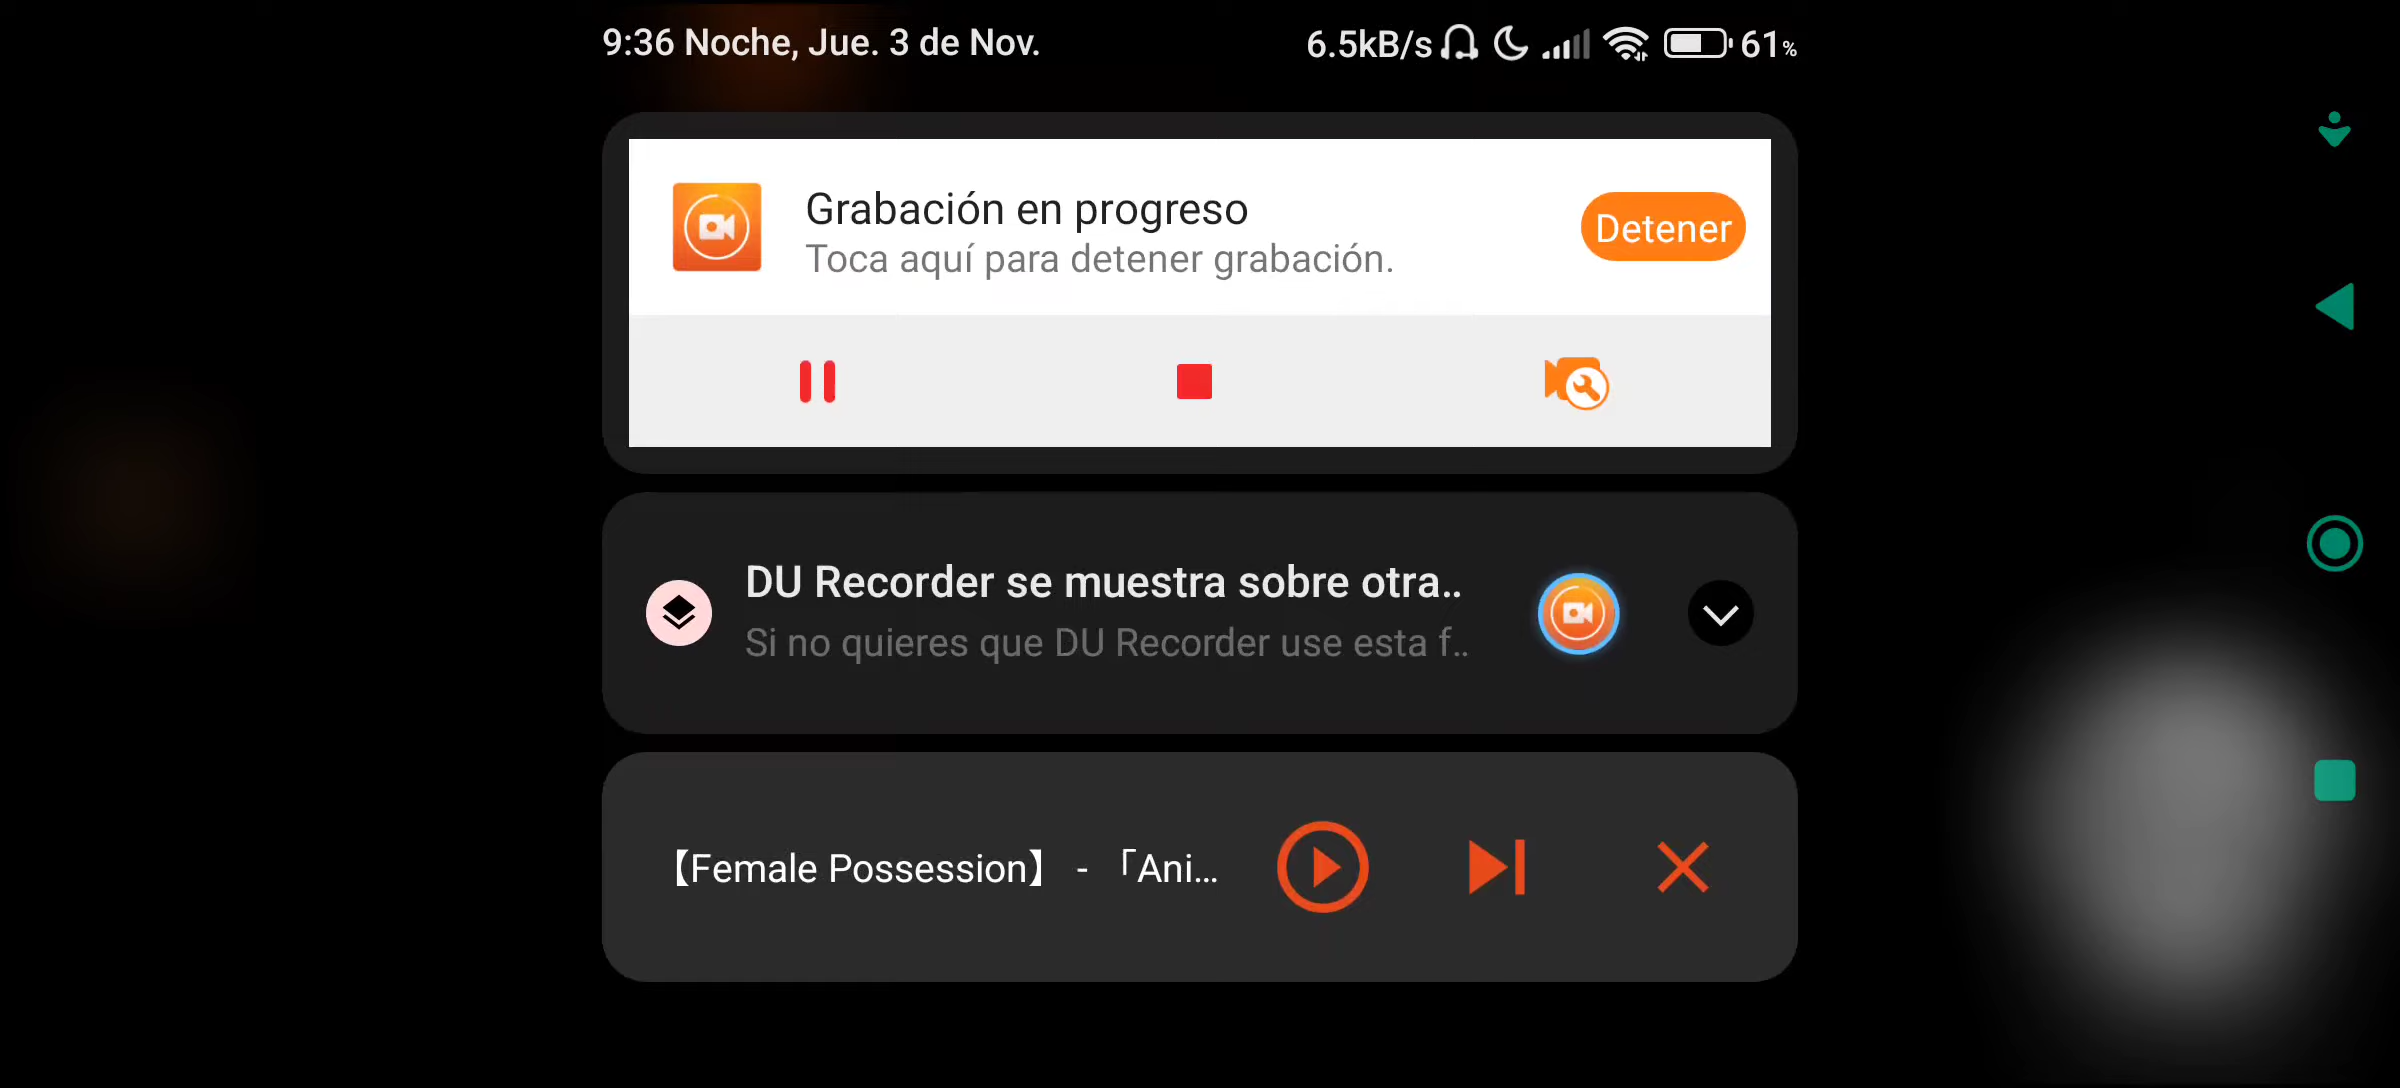 9:36 Noche, Jue. 3 de Nov.
6.5kB/s 61%
Grabación en progreso
Toca aquí para detener grabación.
Detener
DU Recorder se muestra sobre otra..
Si no quieres que DU Recorder use esta f..
【Female Possession】 - 「Ani...